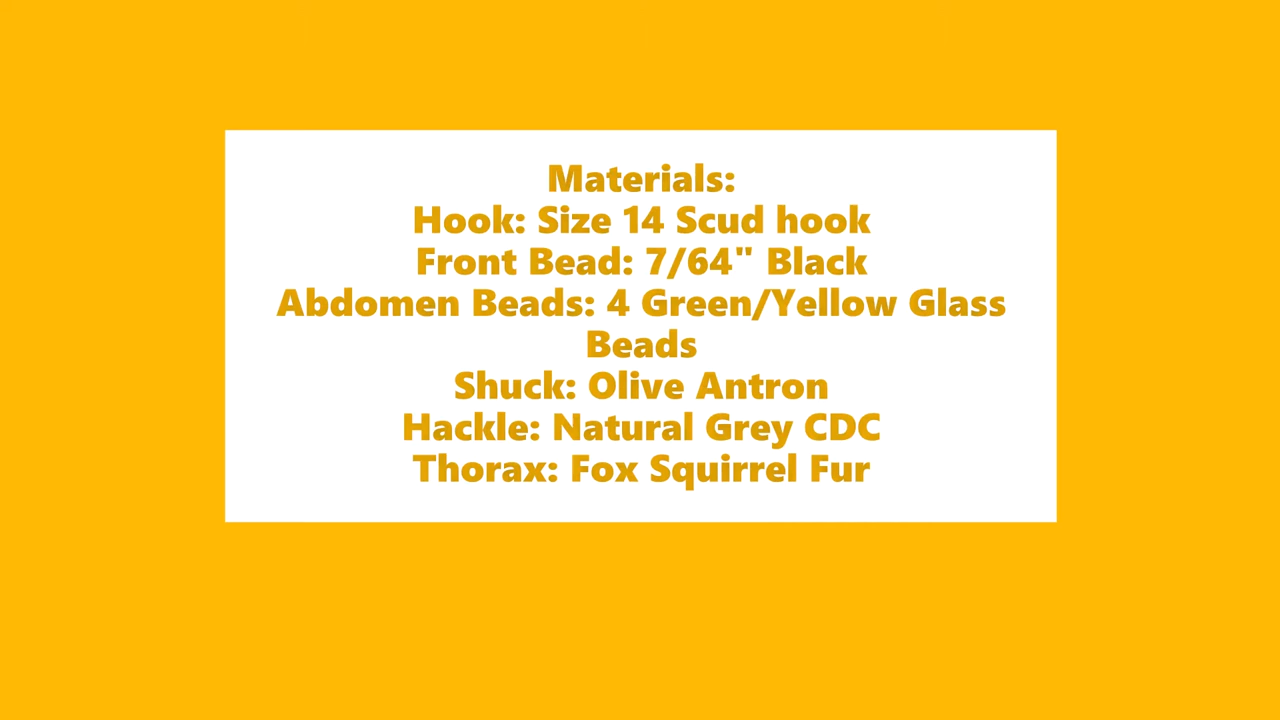 Materials:
Hook: Size 14 Scud hook
Front Bead: 7/64" Black
Abdomen Beads: 4 Green/Yellow Glass
Beads
Shuck: Olive Antron
Hackle: Natural Grey CDC
Thorax: Fox Squirrel Fur